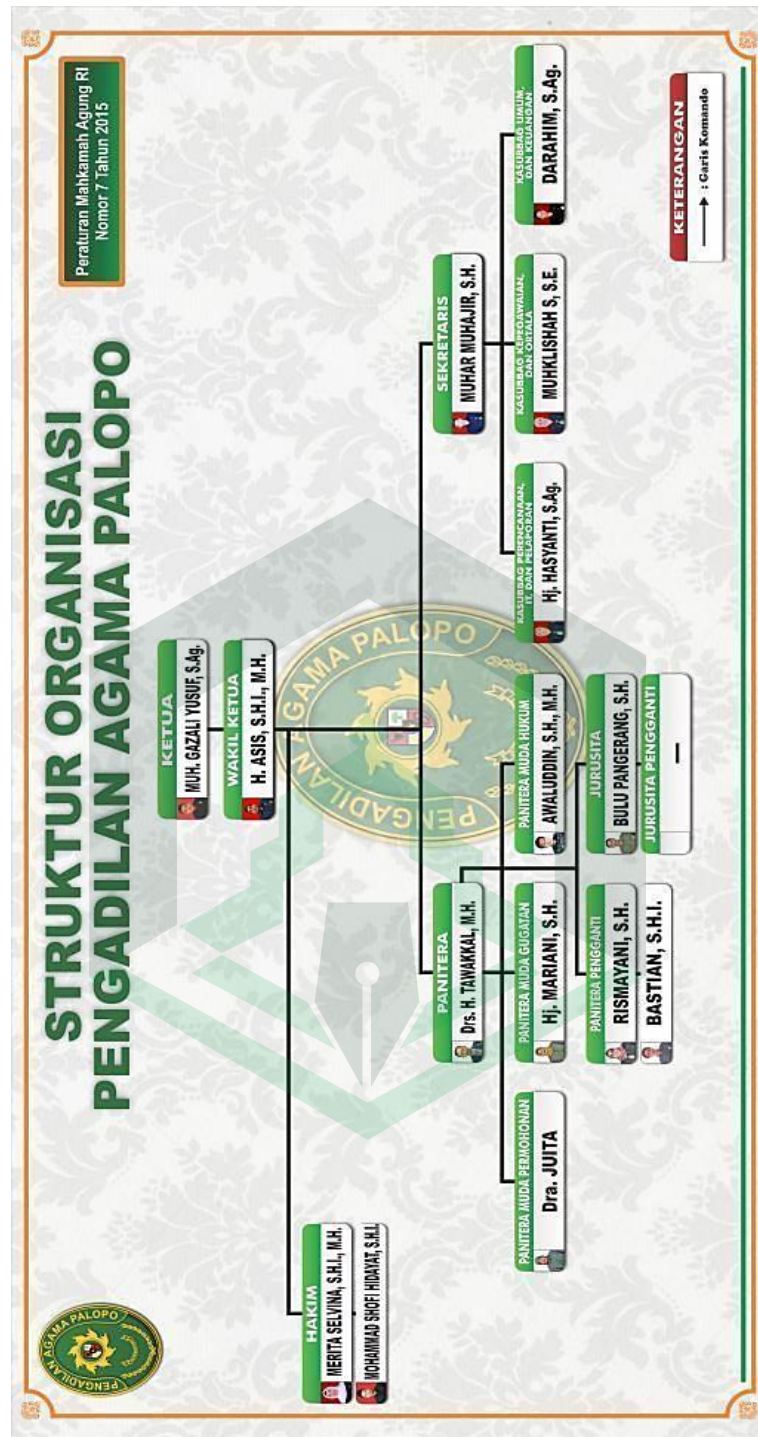 PENGADILAN AGAMA PALOPO
STRUKTUR ORGANISASI
PENGADILAN AGAMA PALOPO
Peraturan Mahkamah Agung RI
Nomor 7 Tahun 2015
KETUA
MUH. GAZALI YUSUF, S.Ag.
WAKIL KETUA
H. ASIS, S.H.I., M.H.
HAKIM
MERITA SELVINA, S.H.I., M.H.
MOHAMMAD SHOFI HIDAYAT, S.H.I.
PENGADILAN AGAMA PALOPO
PANITERA
Drs. H. TAWAKKAL, M.H.
SEKRETARIS
MUHAR MUHAJIR, S.H.
PANITERA MUDA PERMOHONAN
Dra. JUITA
PANITERA MUDA GUGATAN
Hj. MARIANI, S.H.
PANITERA MUDA HUKUM
AWALUDDIN, S.H., M.H.
KASUBBAG PERENCANAAN,
IT, DAN PELAPORAN
Hj. HASYANTI, S.Ag.
KASUBBAG KEPEGAWAIAN,
DAN ORTALA
MUHKLISHAH S, S.E.
KASUBBAG UMUM,
DAN KEUANGAN
DARAHIM, S.Ag.
PANITERA PENGGANTI
RISMAYANI, S.H.
BASTIAN, S.H.I.
JURUSITA
BULU PANGERANG, S.H.
JURUSITA PENGGANTI
—
KETERANGAN
: Garis Komando